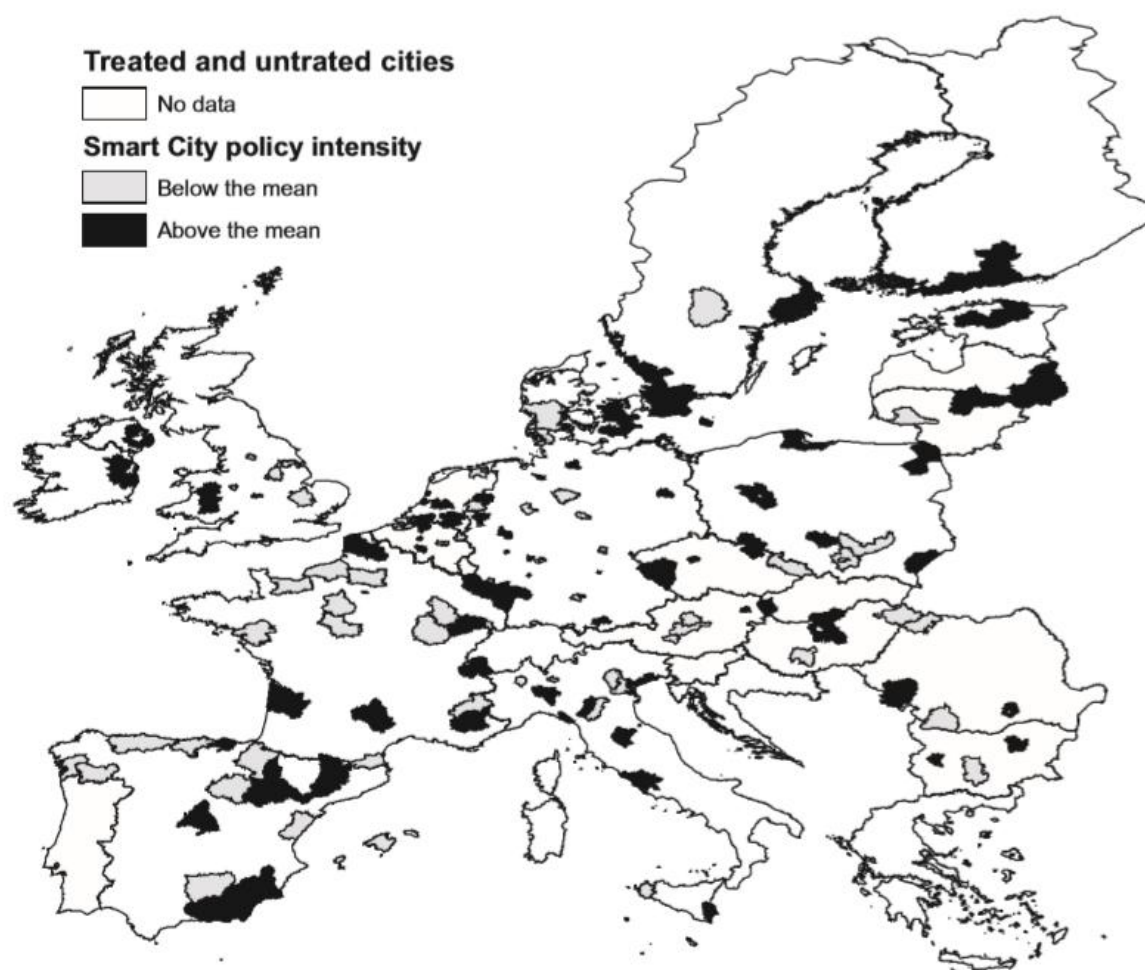 Treated and untrated cities
No data
Smart City policy intensity
Below the mean
Above the mean